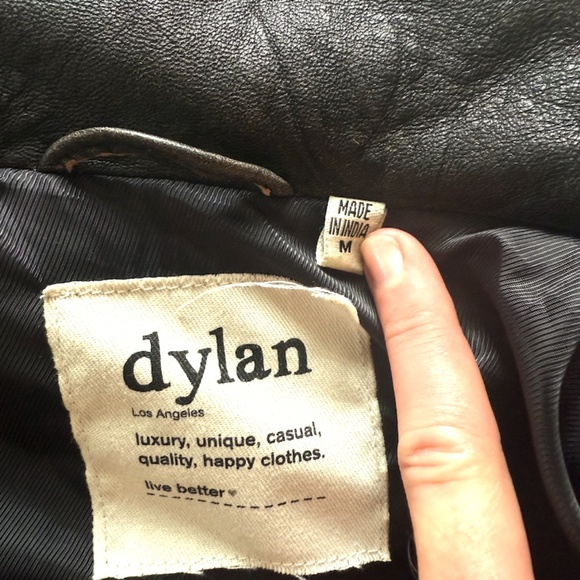 MADE
IN INDIA
M
dylan
Los Angeles
luxury, unique, casual,
quality, happy clothes.
live better♥